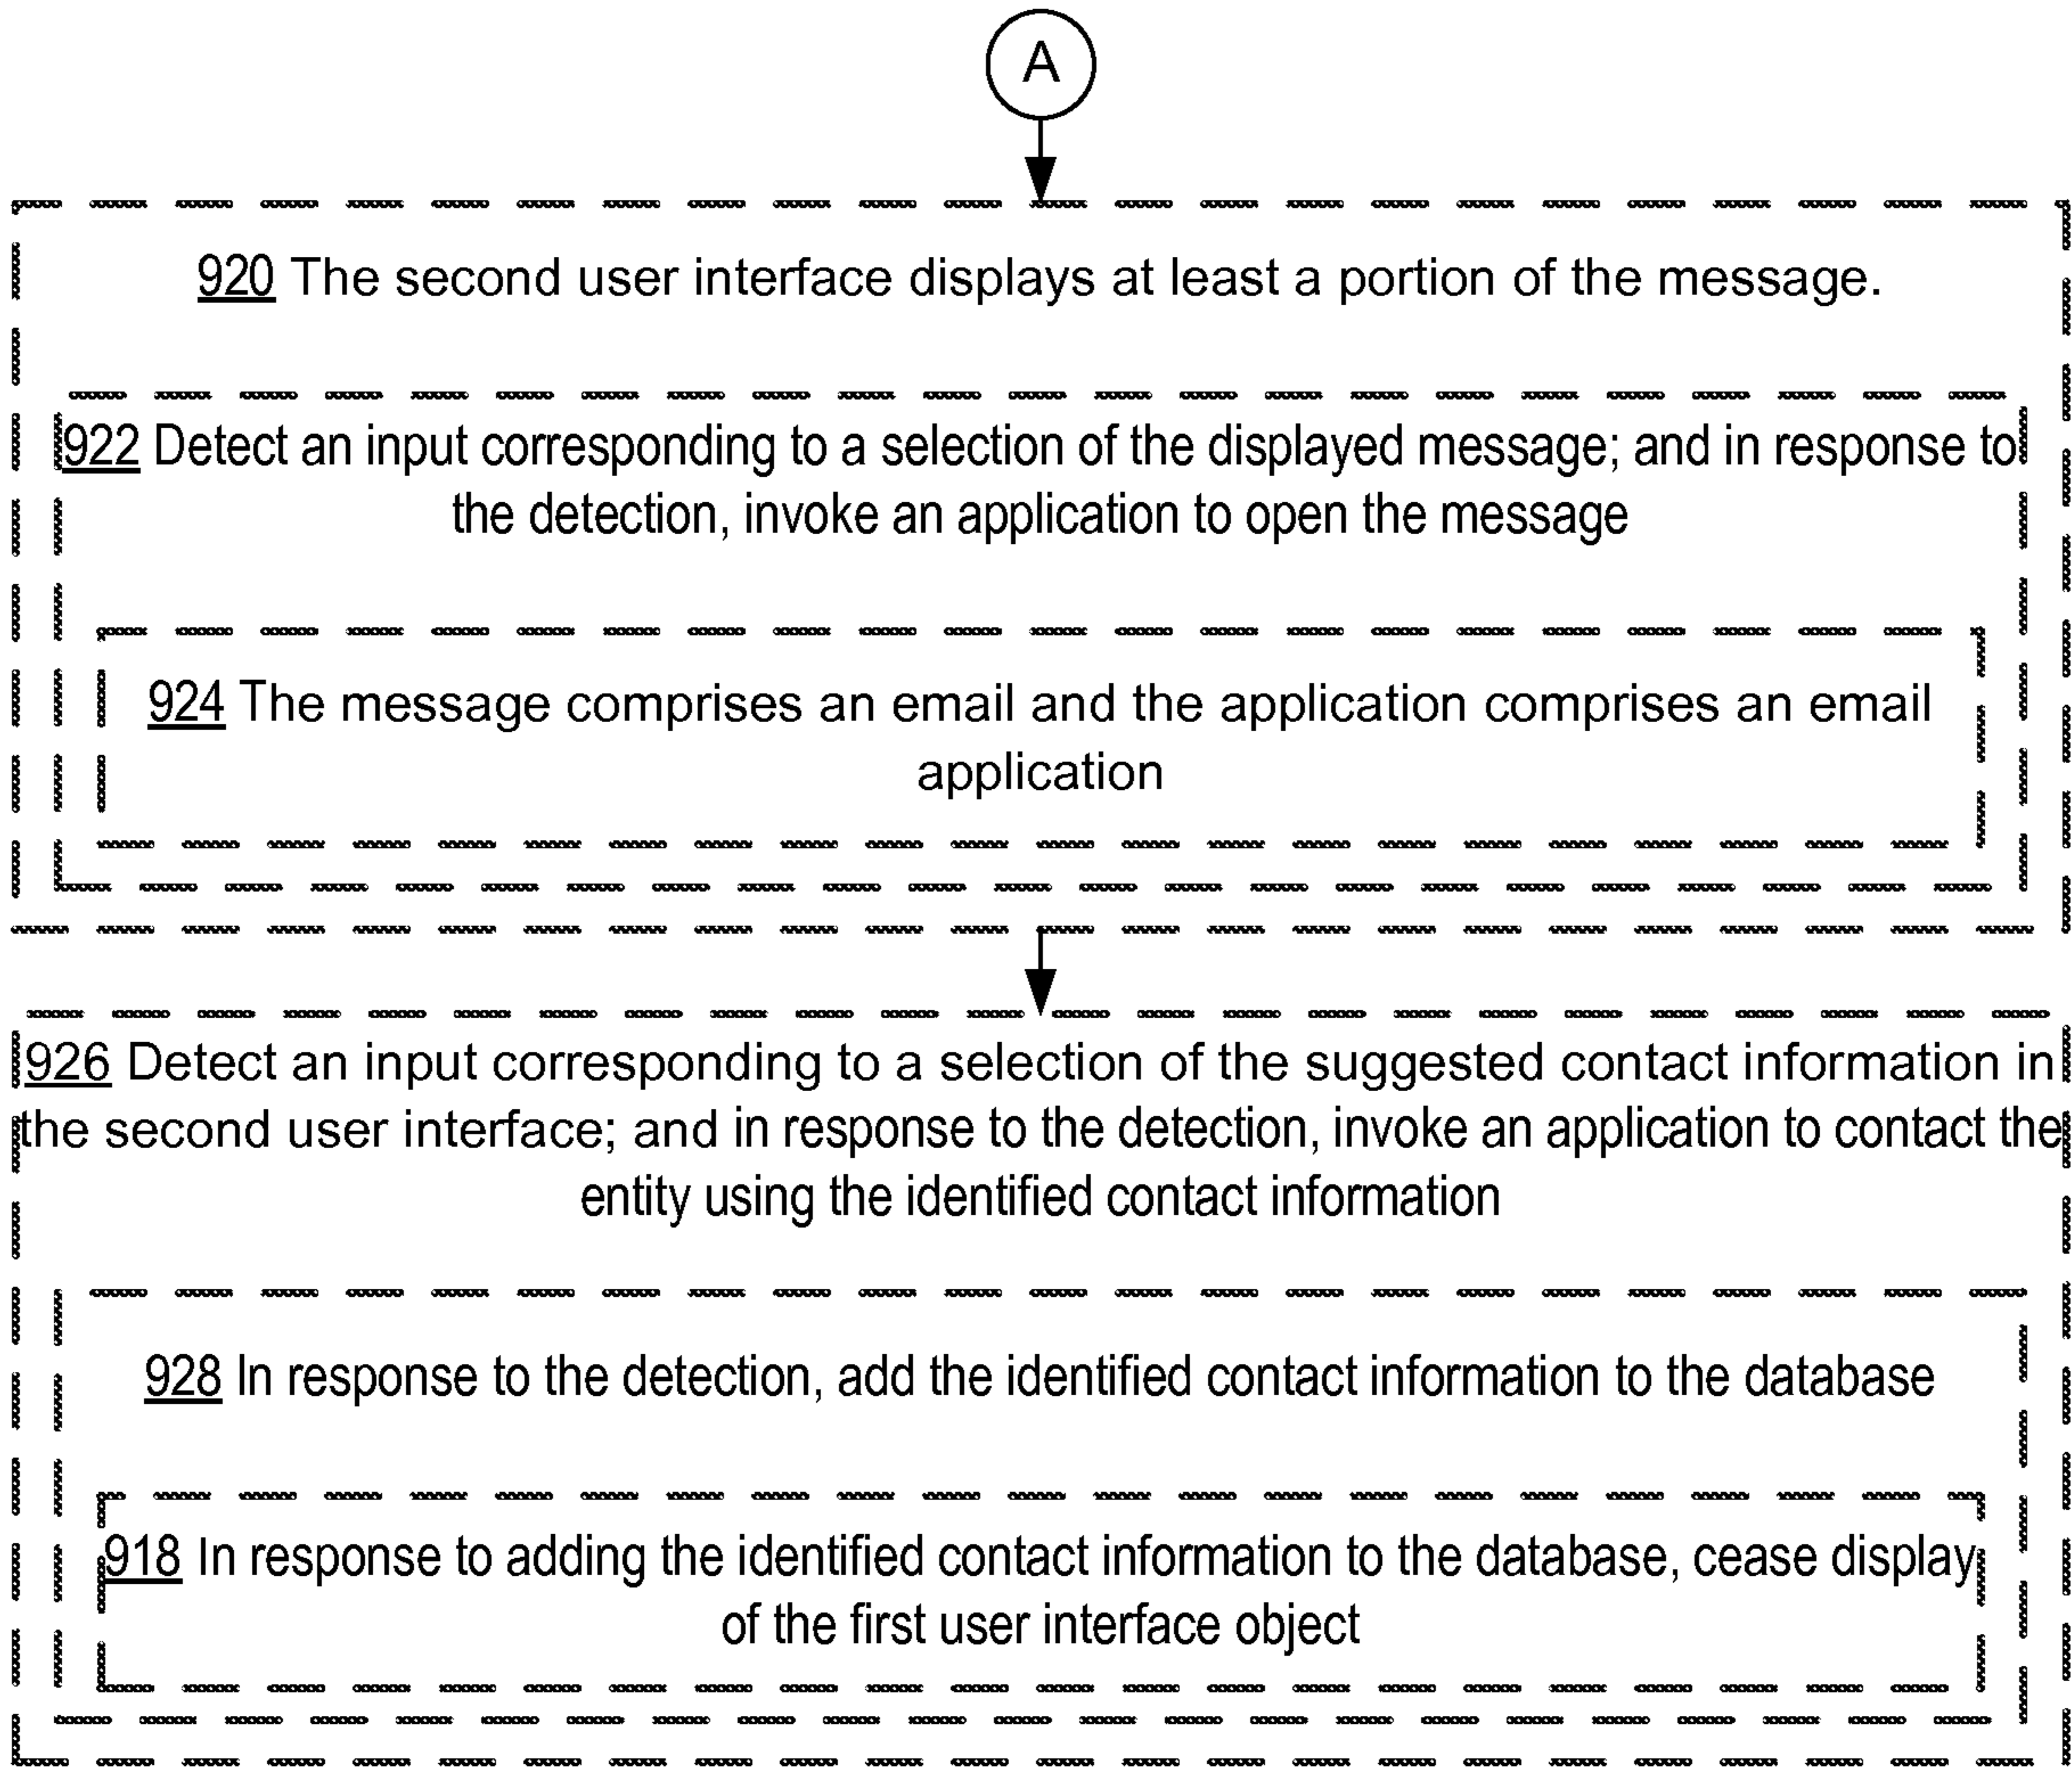 A
920 The second user interface displays at least a portion of the message.
922 Detect an input corresponding to a selection of the displayed message; and in response to
the detection, invoke an application to open the message
924 The message comprises an email and the application comprises an email
application
926 Detect an input corresponding to a selection of the suggested contact information in
the second user interface; and in response to the detection, invoke an application to contact the
entity using the identified contact information
928 In response to the detection, add the identified contact information to the database
918 In response to adding the identified contact information to the database, cease display
of the first user interface object